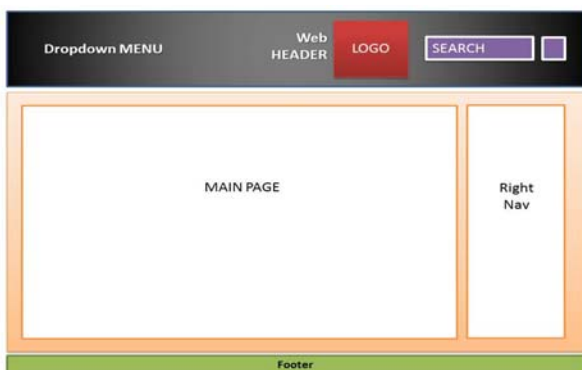 Dropdown MENU
Web
HEADER
LOGO
SEARCH
MAIN PAGE
Right
Nav
Footer